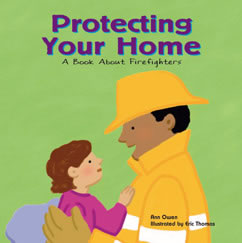 Protecting
Your Home
A Book About Firefighters
Ann Owen
Illustrated by Eric Thomas